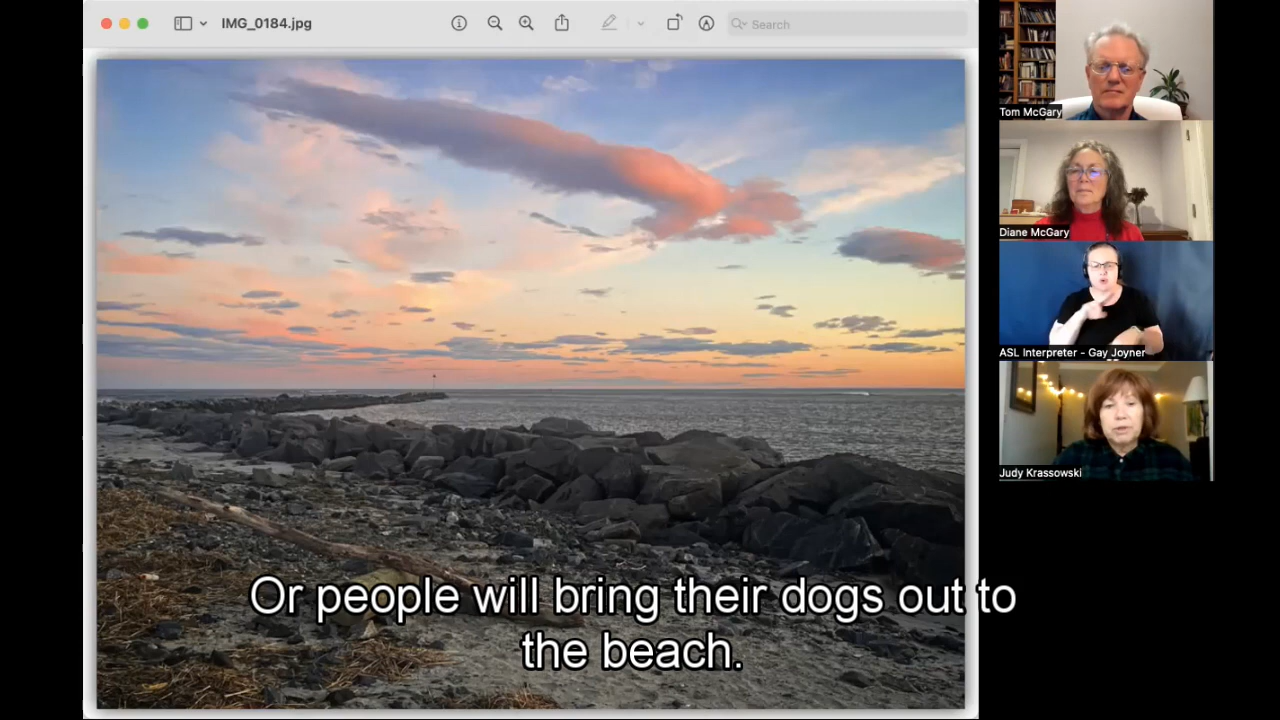 IMG_0184.jpg
Search
Tom McGary
Diane McGary
ASL Interpreter - Gay Joyner
Judy Krassowski
Or people will bring their dogs out to
the beach.